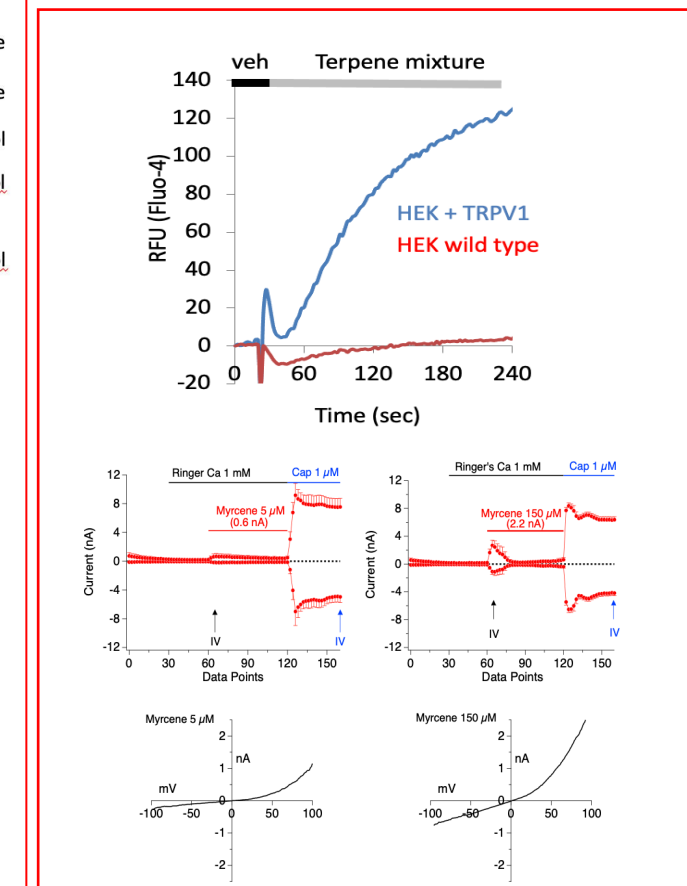 e
e
l
l
l
veh Terpene mixture
140
120
100
80
60
40
20
0
-20
RFU (Fluo-4)
HEK + TRPV1
HEK wild type
0 60 120 180 240
Time (sec)
Ringer Ca 1 mM Cap 1 µM
Myrcene 5 µM
(0.6 nA)
12
8
4
0
-4
-8
-12
Current (nA)
IV IV
0 30 60 90 120 150
Data Points
Ringer's Ca 1 mM Cap 1 µM
Myrcene 150 µM
(2.2 nA)
12
8
4
0
-4
-8
-12
Current (nA)
IV IV
0 30 60 90 120 150
Data Points
Myrcene 5 µM
2
nA
1
mV
0
-100 -50 0 50 100
-1
-2
Myrcene 150 µM
2
nA
1
mV
0
-100 -50 0 50 100
-1
-2